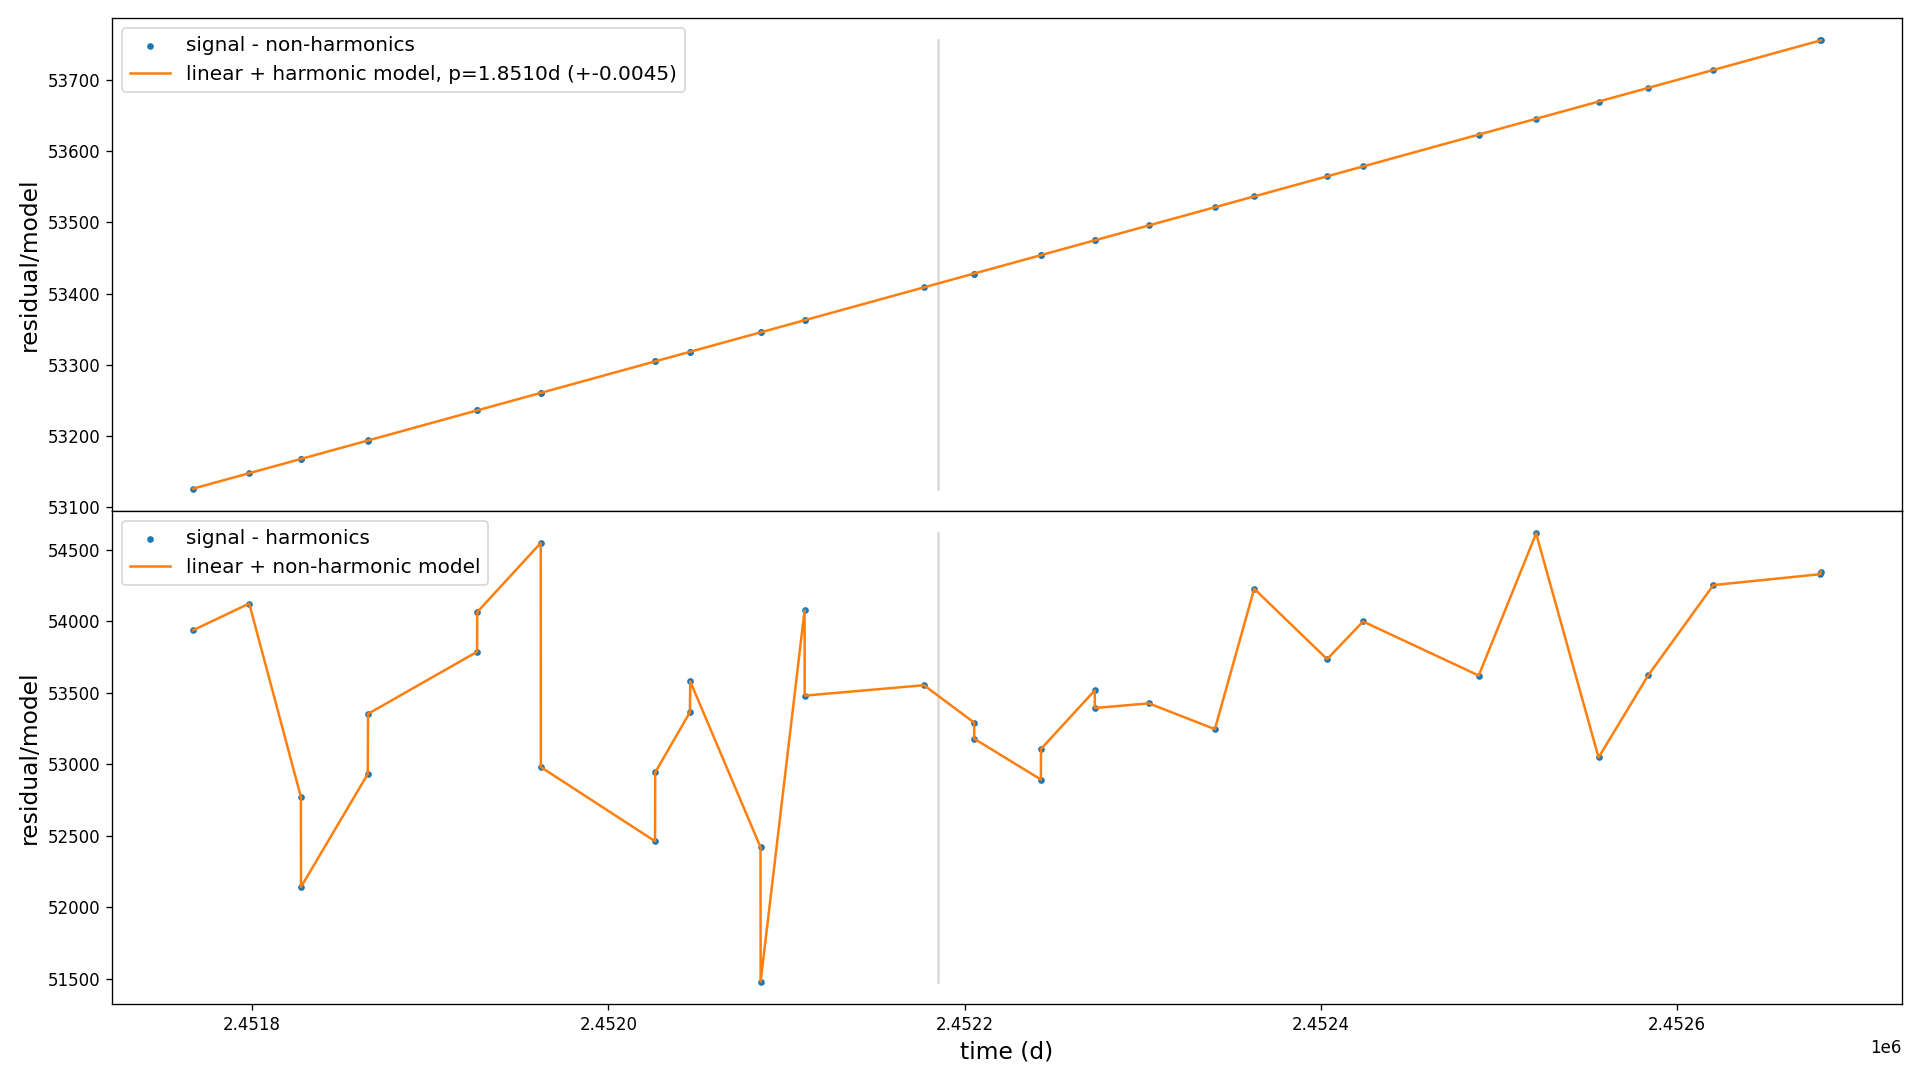 signal - non-harmonics
linear + harmonic model, p=1.8510d (+-0.0045)
53700
53600
53500
53400
53300
53200
53100
residual/model
signal - harmonics
linear + non-harmonic model
54500
54000
53500
53000
52500
52000
51500
residual/model
2.4518
2.4520
2.4522
2.4524
2.4526
time (d)
1e6